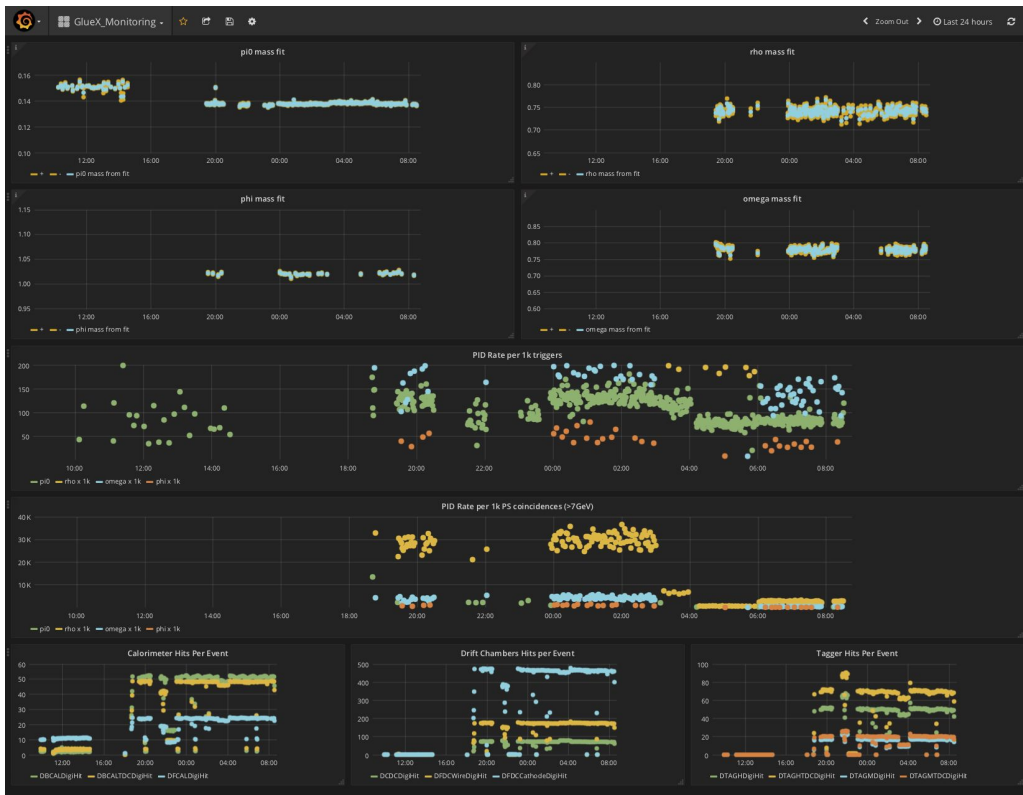 GlueX_Monitoring
Zoom Out
Last 24 hours
pi0 mass fit
0.16
0.14
0.12
0.10
12:00 16:00 20:00 00:00 04:00 08:00
+ - pi0 mass from fit
rho mass fit
0.80
0.75
0.70
0.65
12:00 16:00 20:00 00:00 04:00 08:00
+ - rho mass from fit
phi mass fit
1.15
1.10
1.05
1.00
0.95
12:00 16:00 20:00 00:00 04:00 08:00
+ - phi mass from fit
omega mass fit
0.80
0.75
0.70
0.65
0.60
12:00 16:00 20:00 00:00 04:00 08:00
+ - omega mass from fit
PID Rate per 1k triggers
200
150
100
50
10:00 12:00 14:00 16:00 18:00 20:00 22:00 00:00 02:00 04:00 06:00 08:00
pi0 rho x 1k omega x 1k phi x 1k
PID Rate per 1k PS coincidences (>7GeV)
40 K
30 K
20 K
10 K
10:00 12:00 14:00 16:00 18:00 20:00 22:00 00:00 02:00 04:00 06:00 08:00
pi0 rho x 1k omega x 1k phi x 1k
Calorimeter Hits Per Event
60
50
40
30
20
10
0
12:00 16:00 20:00 00:00 04:00 08:00
DBCALDigiHit DBCALTDCDigiHit DFCALDigiHit
Drift Chambers Hits per Event
500
400
300
200
100
0
12:00 16:00 20:00 00:00 04:00 08:00
DCDCDigiHit DFDCWireDigiHit DFDCCathodeDigiHit
Tagger Hits Per Event
100
80
60
40
20
0
12:00 16:00 20:00 00:00 04:00 08:00
DTAGHDigiHit DTAGHTDCDigiHit DTAGMDigiHit DTAGMTDCDigiHit